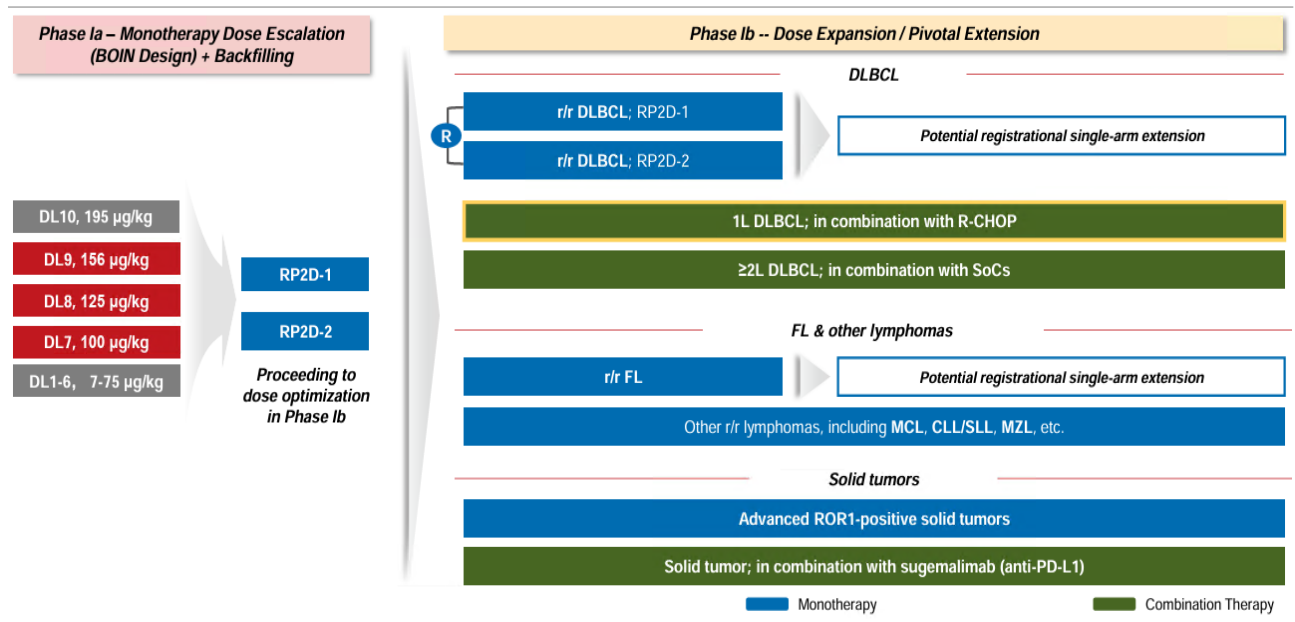 Phase Ia – Monotherapy Dose Escalation
(BOIN Design) + Backfilling
Phase Ib -- Dose Expansion / Pivotal Extension
DL10, 195 µg/kg
DL9, 156 µg/kg
DL8, 125 µg/kg
DL7, 100 µg/kg
DL1-6, 7-75 µg/kg
RP2D-1
RP2D-2
Proceeding to
dose optimization
in Phase Ib
DLBCL
R
r/r DLBCL; RP2D-1
r/r DLBCL; RP2D-2
Potential registrational single-arm extension
1L DLBCL; in combination with R-CHOP
≥2L DLBCL; in combination with SoCs
FL & other lymphomas
r/r FL
Potential registrational single-arm extension
Other r/r lymphomas, including MCL, CLL/SLL, MZL, etc.
Solid tumors
Advanced ROR1-positive solid tumors
Solid tumor; in combination with sugemalimab (anti-PD-L1)
Monotherapy
Combination Therapy